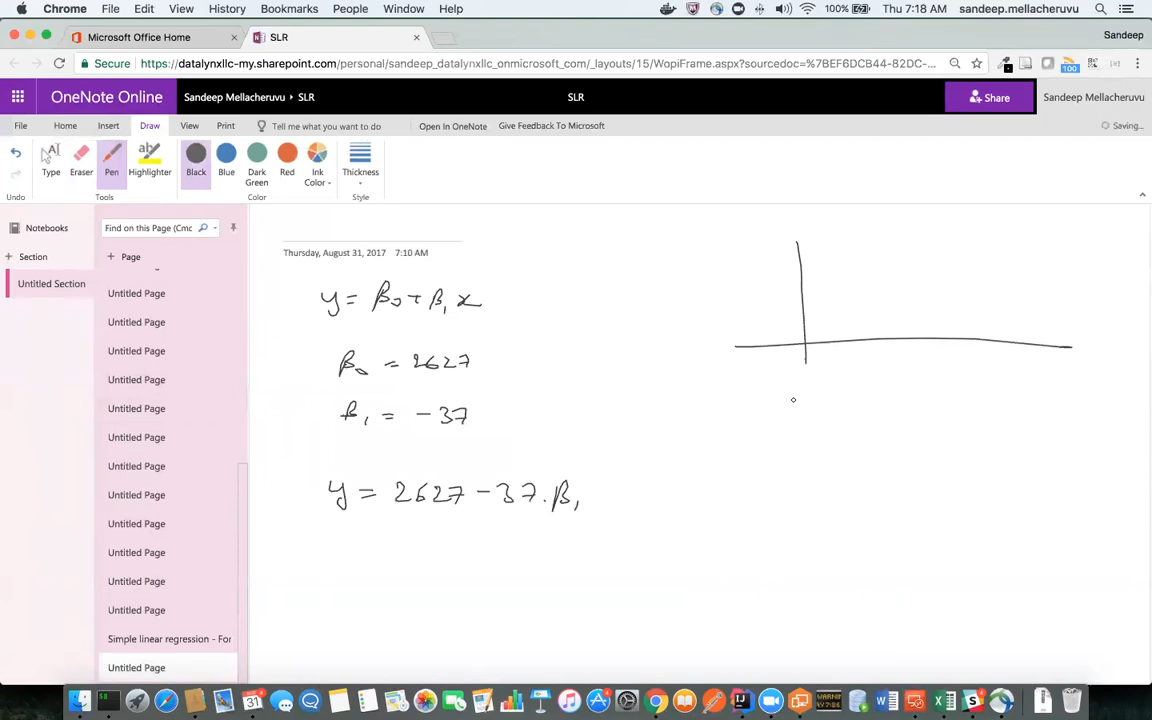 Chrome File Edit View History Bookmarks People Window Help 100% Thu 7:18 AM sandeep.mellacheruvu
Microsoft Office Home × SLR × Sandeep
Secure https://datalynxllc-my.sharepoint.com/personal/sandeep_datalynxllc_onmicrosoft_com/_layouts/15/WopiFrame.aspx?sourcedoc=%7BEF6DCB44-82DC-... 100
OneNote Online Sandeep Mellacheruvu ▸ SLR SLR Share Sandeep Mellacheruvu
File Home Insert Draw View Print Tell me what you want to do Open In OneNote Give Feedback To Microsoft Saving...
Type Eraser Pen Highlighter Black Blue Dark Green Red Ink Color Thickness
Undo Tools Color Style
Notebooks Find on this Page (Cmc
+ Section + Page
Untitled Section
Thursday, August 31, 2017 7:10 AM
Untitled Page
Untitled Page
Untitled Page
Untitled Page
Untitled Page
Untitled Page
Untitled Page
Untitled Page
Untitled Page
Untitled Page
Untitled Page
Untitled Page
Simple linear regression - For
Untitled Page
y = β₀ + β₁ x
β₀ = 2627
β₁ = -37
y = 2627 - 37.β₁